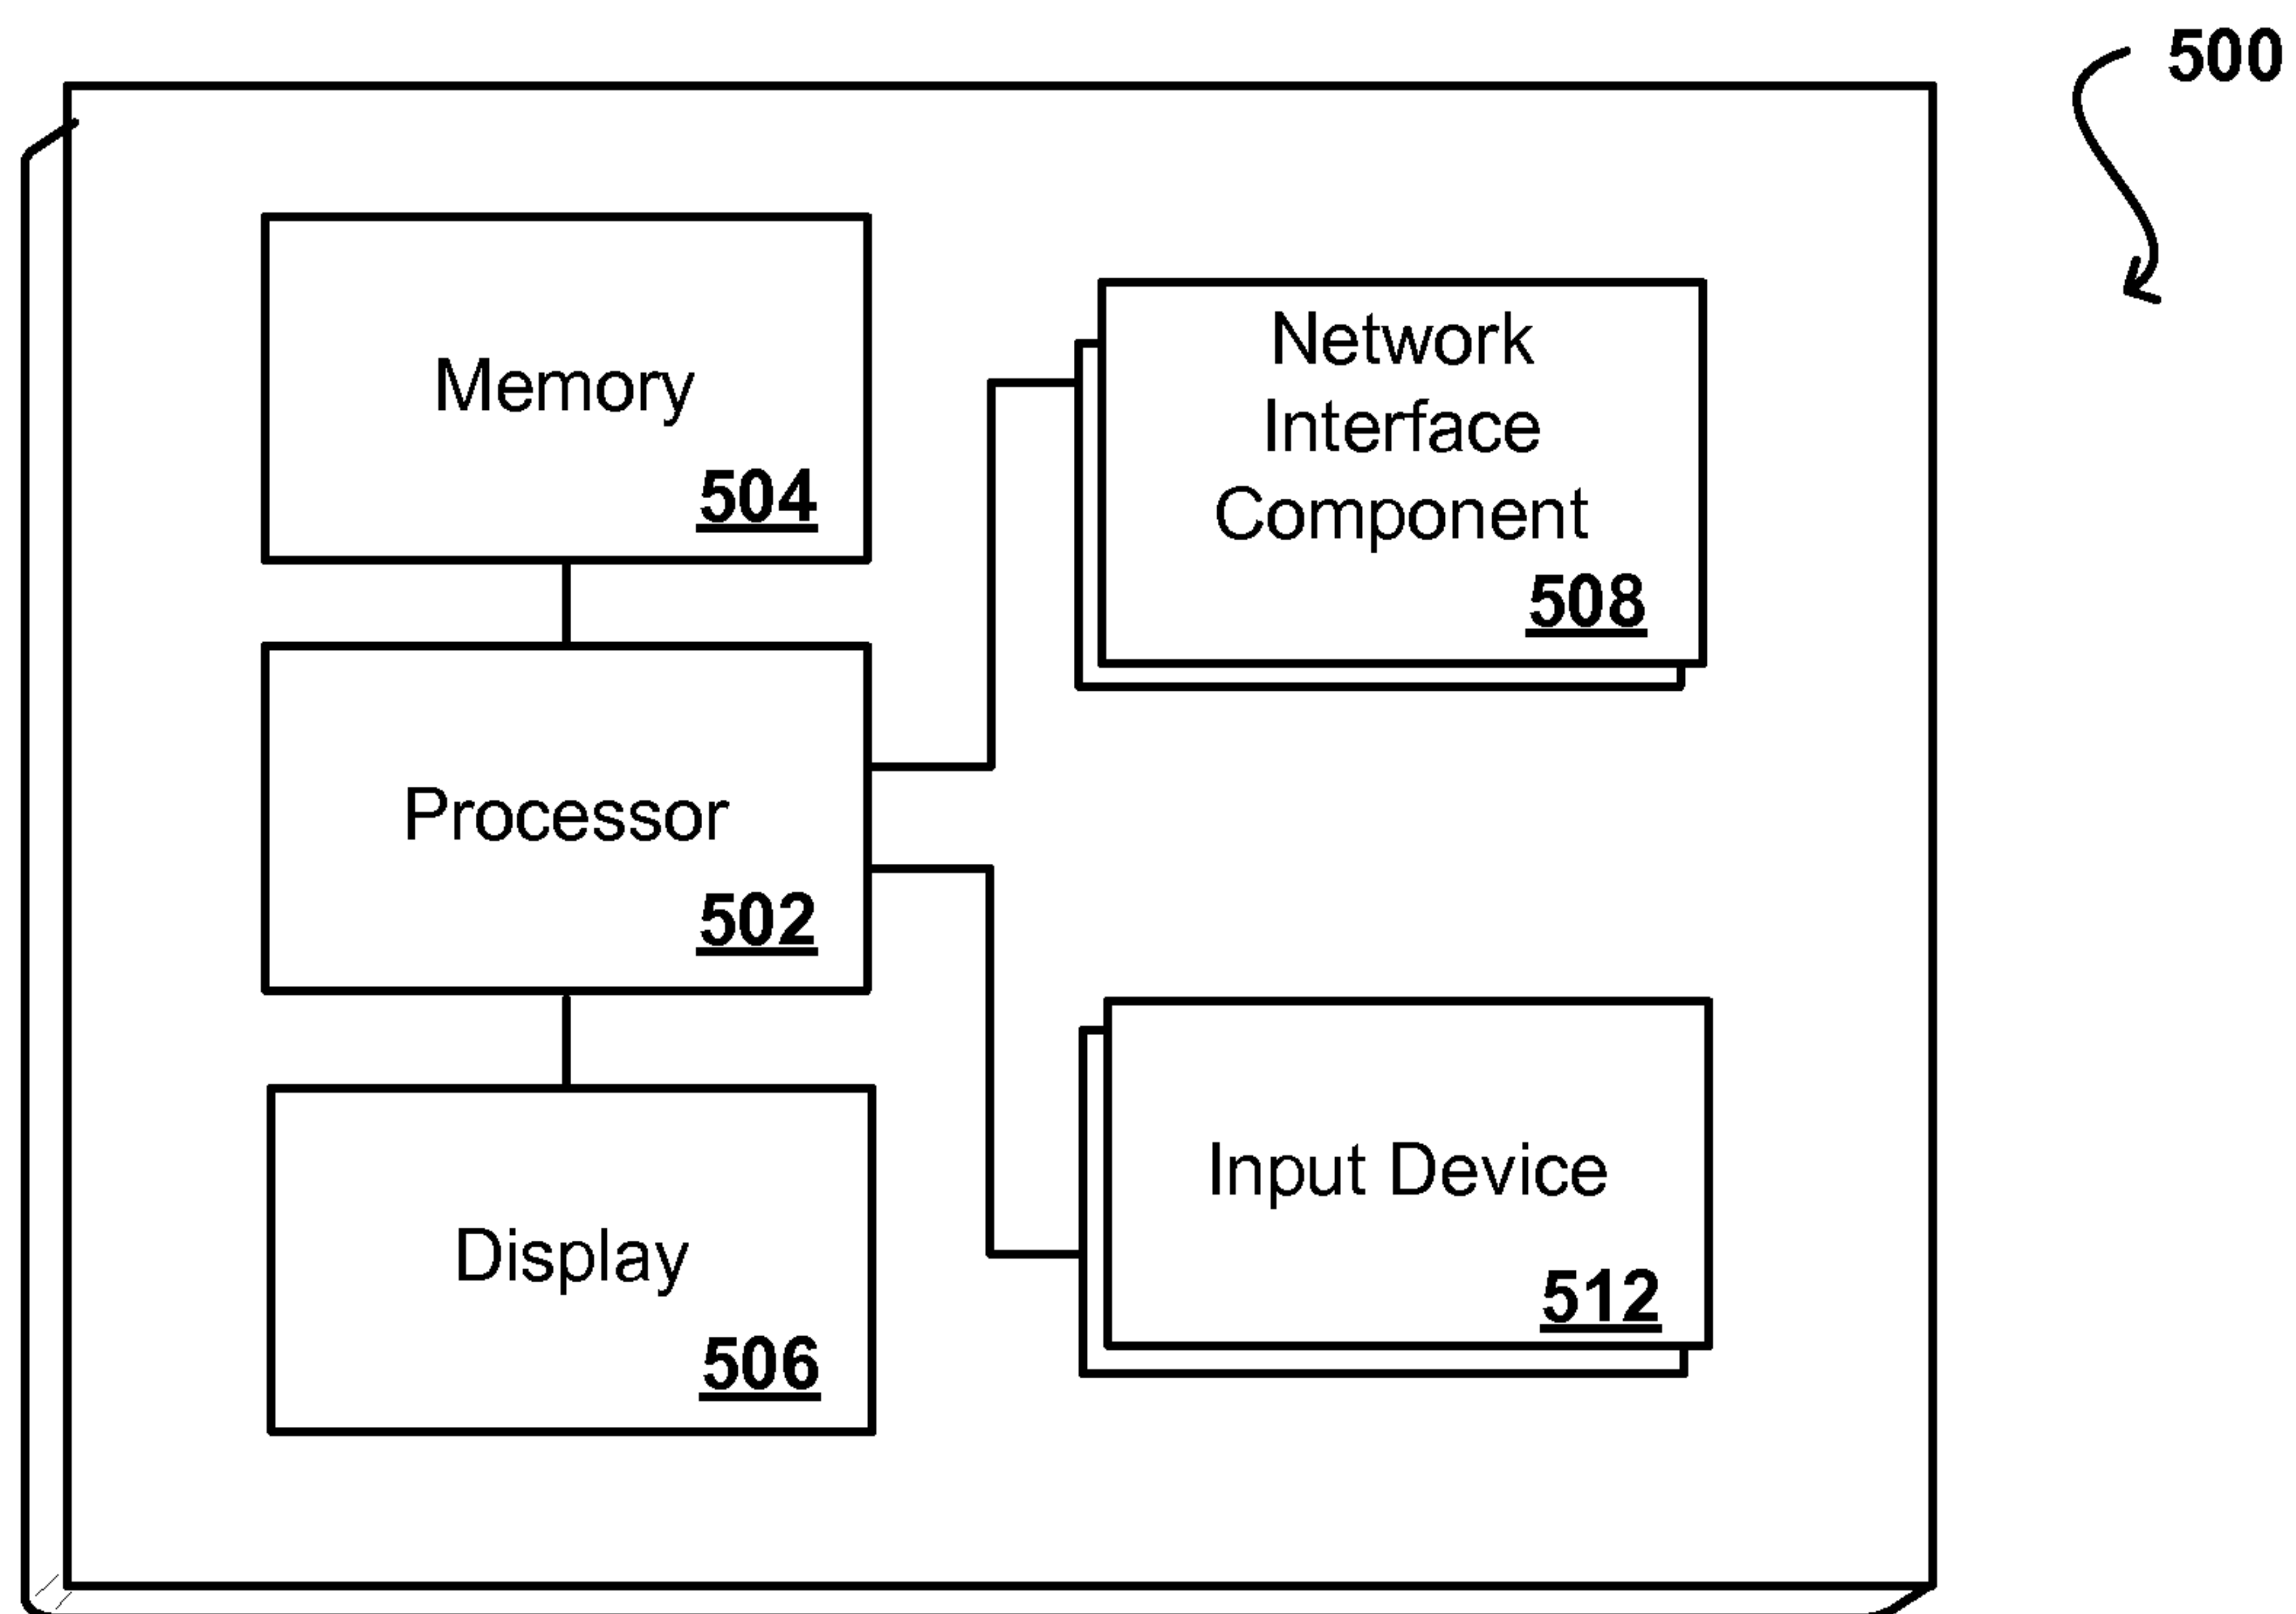 500
Memory
504
Network
Interface
Component
508
Processor
502
Input Device
512
Display
506